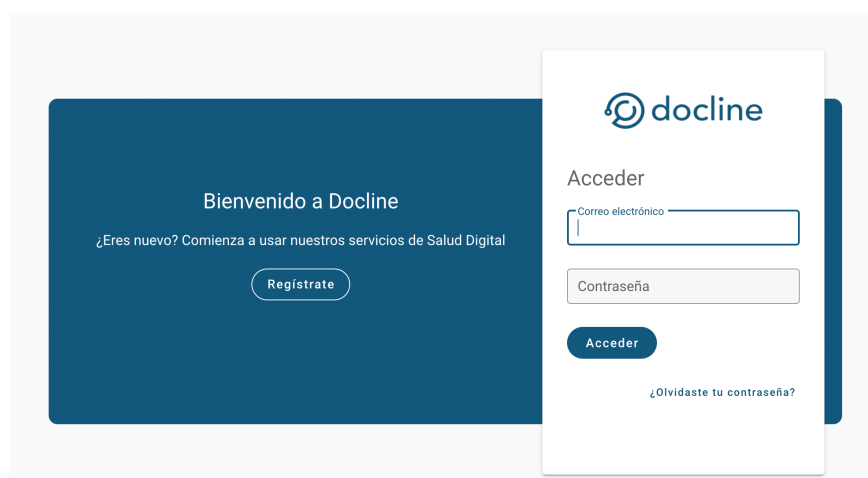 Bienvenido a Docline
¿Eres nuevo? Comienza a usar nuestros servicios de Salud Digital
Regístrate
docline
Acceder
Correo electrónico
Contraseña
Acceder
¿Olvidaste tu contraseña?